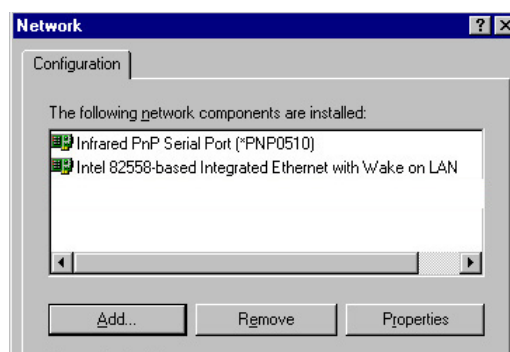 Network
Configuration
The following network components are installed:
Infrared PnP Serial Port (*PNP0510)
Intel 82558-based Integrated Ethernet with Wake on LAN
Add... Remove Properties